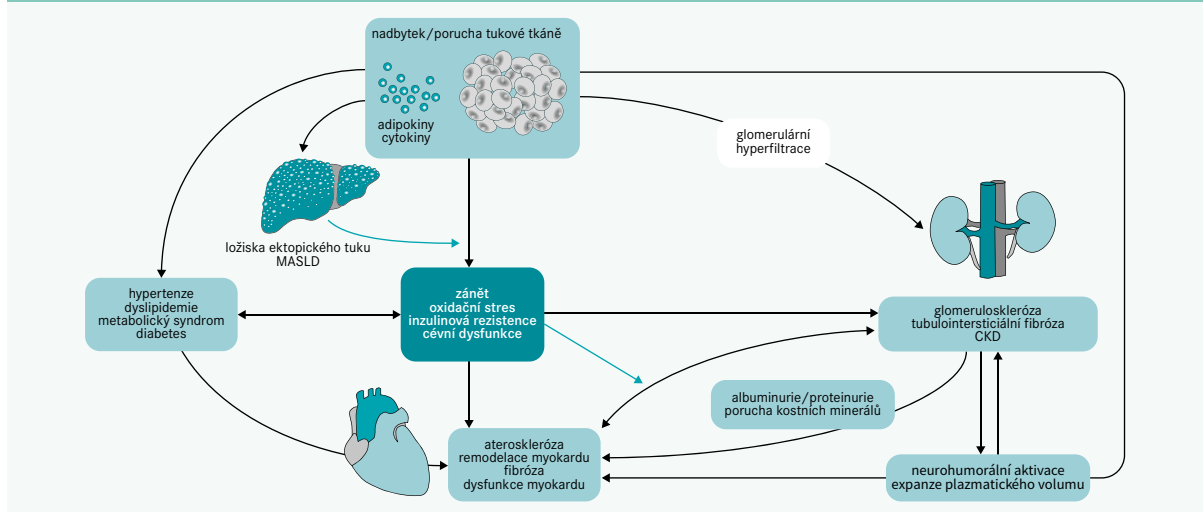 nadbytek/porucha tukové tkáně
adipokiny
cytokiny
glomerulární
hyperfiltrace
ložiska ektopického tuku
MASLD
hypertenze
dyslipidemie
metabolický syndrom
diabetes
zánět
oxidační stres
inzulinová rezistence
cévní dysfunkce
glomeruloskleróza
tubulointersticiální fibróza
CKD
albuminurie/proteinurie
porucha kostních minerálů
ateroskleróza
remodelace myokardu
fibróza
dysfunkce myokardu
neurohumorální aktivace
expanze plazmatického volumu